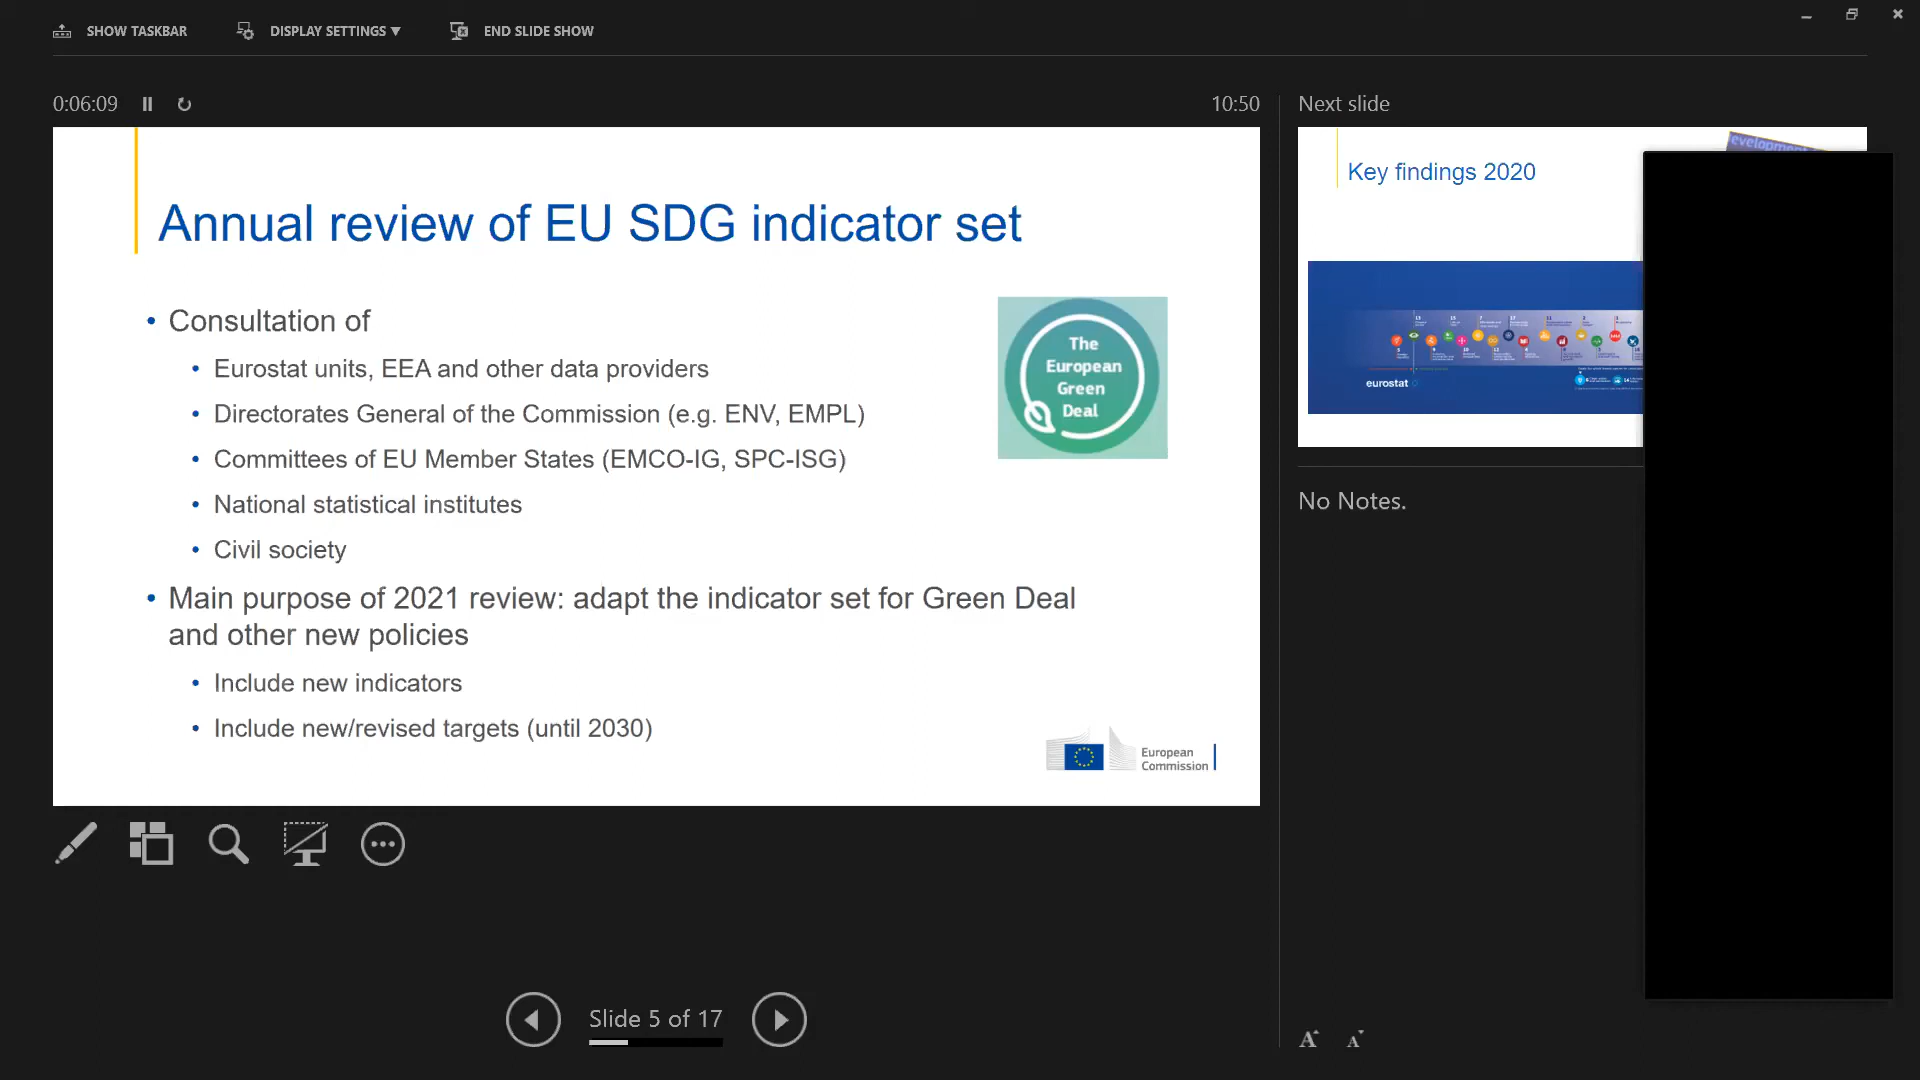 SHOW TASKBAR
DISPLAY SETTINGS ▼
END SLIDE SHOW
0:06:09
10:50
Next slide
Annual review of EU SDG indicator set
• Consultation of
• Eurostat units, EEA and other data providers
• Directorates General of the Commission (e.g. ENV, EMPL)
• Committees of EU Member States (EMCO-IG, SPC-ISG)
• National statistical institutes
• Civil society
• Main purpose of 2021 review: adapt the indicator set for Green Deal
and other new policies
• Include new indicators
• Include new/revised targets (until 2030)
The
European
Green
Deal
European
Commission
Key findings 2020
eurostat
No Notes.
Slide 5 of 17
A
A